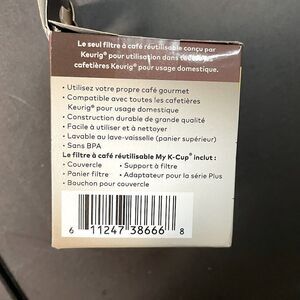 Le seul filtre à café réutilisable conçu par
Keurig® pour utilisation dans toutes les
cafetières Keurig® pour usage domestique.
• Utilisez votre propre café gourmet
• Compatible avec toutes les cafetières
Keurig® pour usage domestique
• Construction durable de grande qualité
• Facile à utiliser et à nettoyer
• Lavable au lave-vaisselle (panier supérieur)
• Sans BPA
Le filtre à café réutilisable My K-Cup® inclut :
• Couvercle • Support à filtre
• Panier filtre • Adaptateur pour la série Plus
• Bouchon pour couvercle
6 11247 38666 8